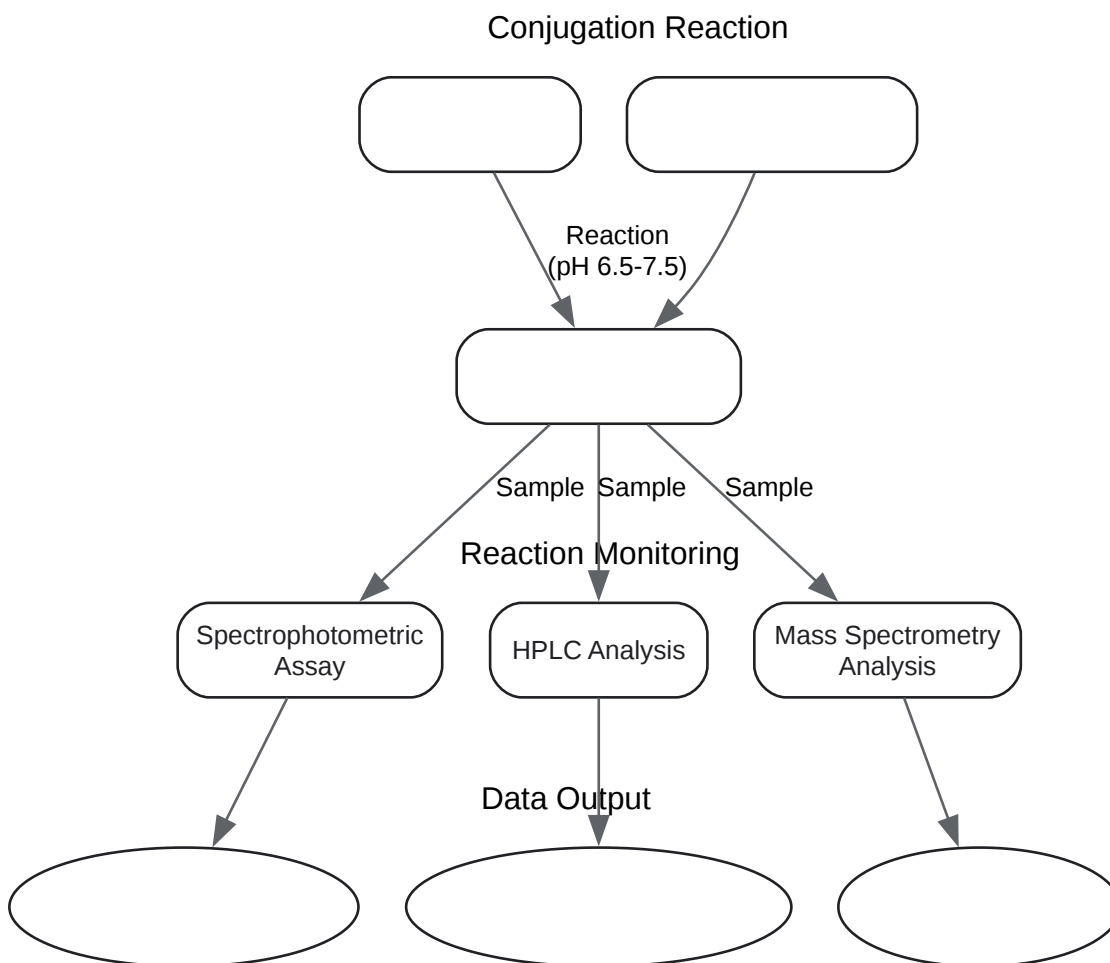 Conjugation Reaction
Reaction
(pH 6.5-7.5)
Sample
Sample
Sample
Reaction Monitoring
Spectrophotometric
Assay
HPLC Analysis
Mass Spectrometry
Analysis
Data Output